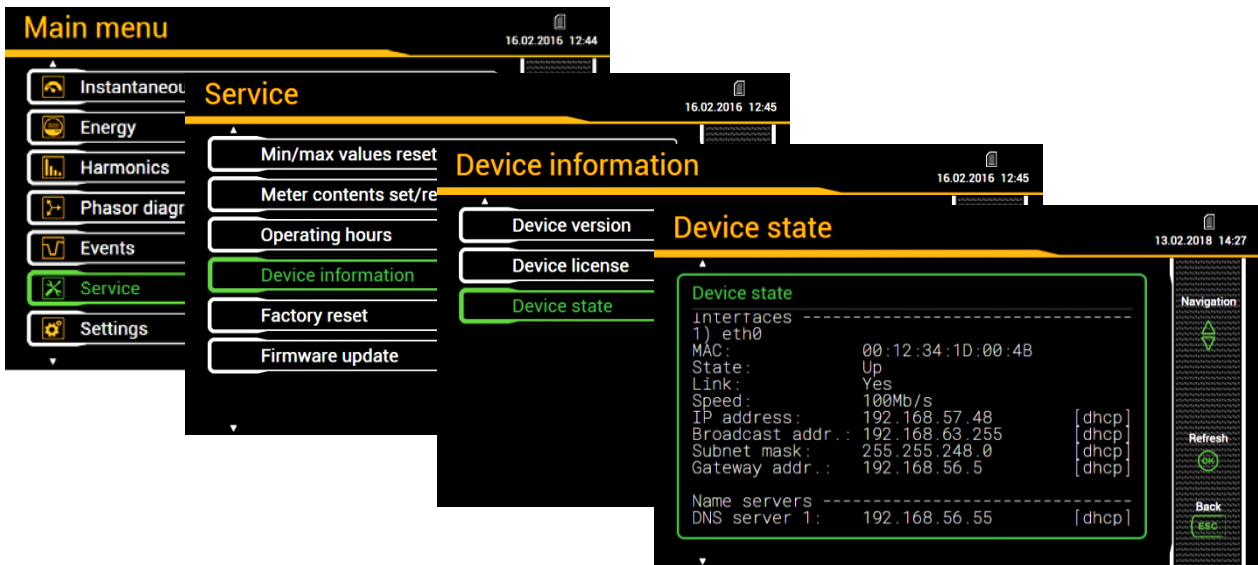 Main menu
16.02.2016 12:44
Instantaneou
Energy
Harmonics
Phasor diagr
Events
Service
Settings
Service
16.02.2016 12:45
Min/max values reset
Meter contents set/re
Operating hours
Device information
Factory reset
Firmware update
Device information
16.02.2016 12:45
Device version
Device license
Device state
Device state
13.02.2018 14:27
Device state
Interfaces ----------------------------------
1) eth0
MAC: 00:12:34:1D:00:4B
State: Up
Link: Yes
Speed: 100Mb/s
IP address: 192.168.57.48 [dhcp]
Broadcast addr.: 192.168.63.255 [dhcp]
Subnet mask: 255.255.248.0 [dhcp]
Gateway addr.: 192.168.56.5 [dhcp]
Name servers --------------------------------
DNS server 1: 192.168.56.55 [dhcp]
Navigation
Refresh
OK
Back
ESC